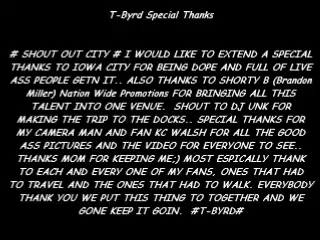 T-Byrd Special Thanks
# SHOUT OUT CITY # I WOULD LIKE TO EXTEND A SPECIAL
THANKS TO IOWA CITY FOR BEING DOPE AND FULL OF LIVE
ASS PEOPLE GETN IT.. ALSO THANKS TO SHORTY B (Brandon
Miller) Nation Wide Promotions FOR BRINGING ALL THIS
TALENT INTO ONE VENUE.  SHOUT TO DJ UNK FOR
MAKING THE TRIP TO THE DOCKS.. SPECIAL THANKS FOR
MY CAMERA MAN AND FAN KC WALSH FOR ALL THE GOOD
ASS PICTURES AND THE VIDEO FOR EVERYONE TO SEE..
THANKS MOM FOR KEEPING ME;) MOST ESPICALLY THANK
TO EACH AND EVERY ONE OF MY FANS, ONES THAT HAD
TO TRAVEL AND THE ONES THAT HAD TO WALK. EVERYBODY
THANK YOU WE PUT THIS THING TO TOGETHER AND WE
GONE KEEP IT GOIN.  #T-BYRD#